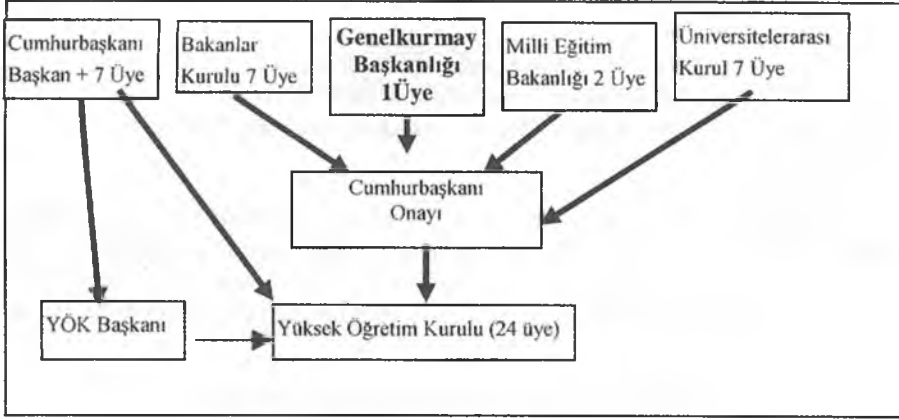 Cumhurbaşkanı
Başkan + 7 Üye
Bakanlar
Kurulu 7 Üye
Genelkurmay
Başkanlığı
1Üye
Milli Eğitim
Bakanlığı 2 Üye
Üniversitelerarası
Kurul 7 Üye
Cumhurbaşkanı
Onayı
YÖK Başkanı
Yüksek Öğretim Kurulu (24 üye)